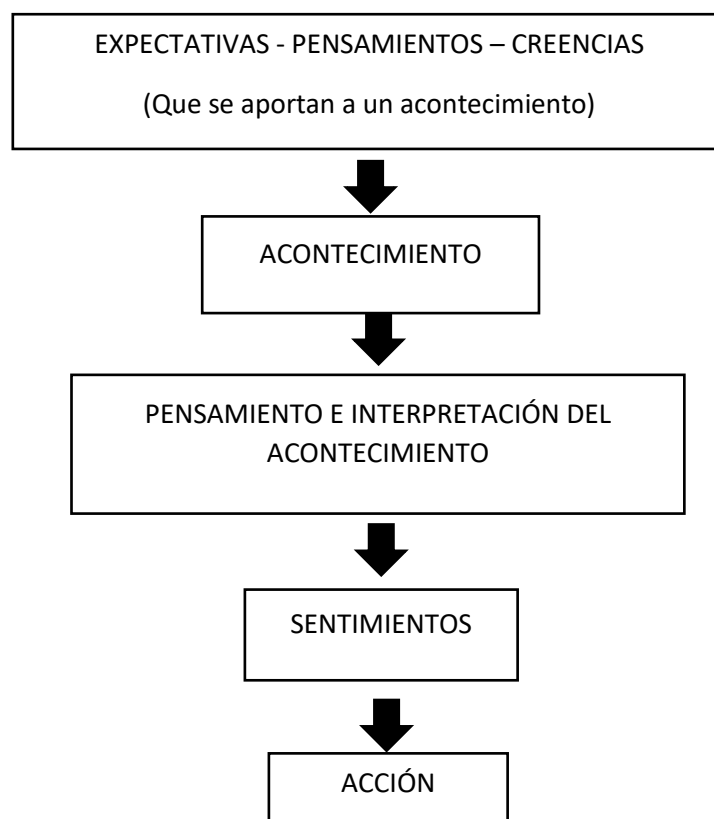 EXPECTATIVAS - PENSAMIENTOS – CREENCIAS
(Que se aportan a un acontecimiento)
ACONTECIMIENTO
PENSAMIENTO E INTERPRETACIÓN DEL
ACONTECIMIENTO
SENTIMIENTOS
ACCIÓN